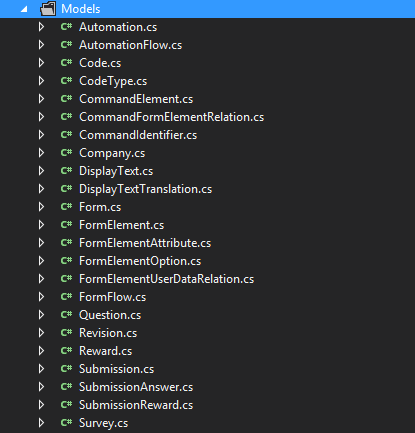 Models
C# Automation.cs
C# AutomationFlow.cs
C# Code.cs
C# CodeType.cs
C# CommandElement.cs
C# CommandFormElementRelation.cs
C# CommandIdentifier.cs
C# Company.cs
C# DisplayText.cs
C# DisplayTextTranslation.cs
C# Form.cs
C# FormElement.cs
C# FormElementAttribute.cs
C# FormElementOption.cs
C# FormElementUserDataRelation.cs
C# FormFlow.cs
C# Question.cs
C# Revision.cs
C# Reward.cs
C# Submission.cs
C# SubmissionAnswer.cs
C# SubmissionReward.cs
C# Survey.cs